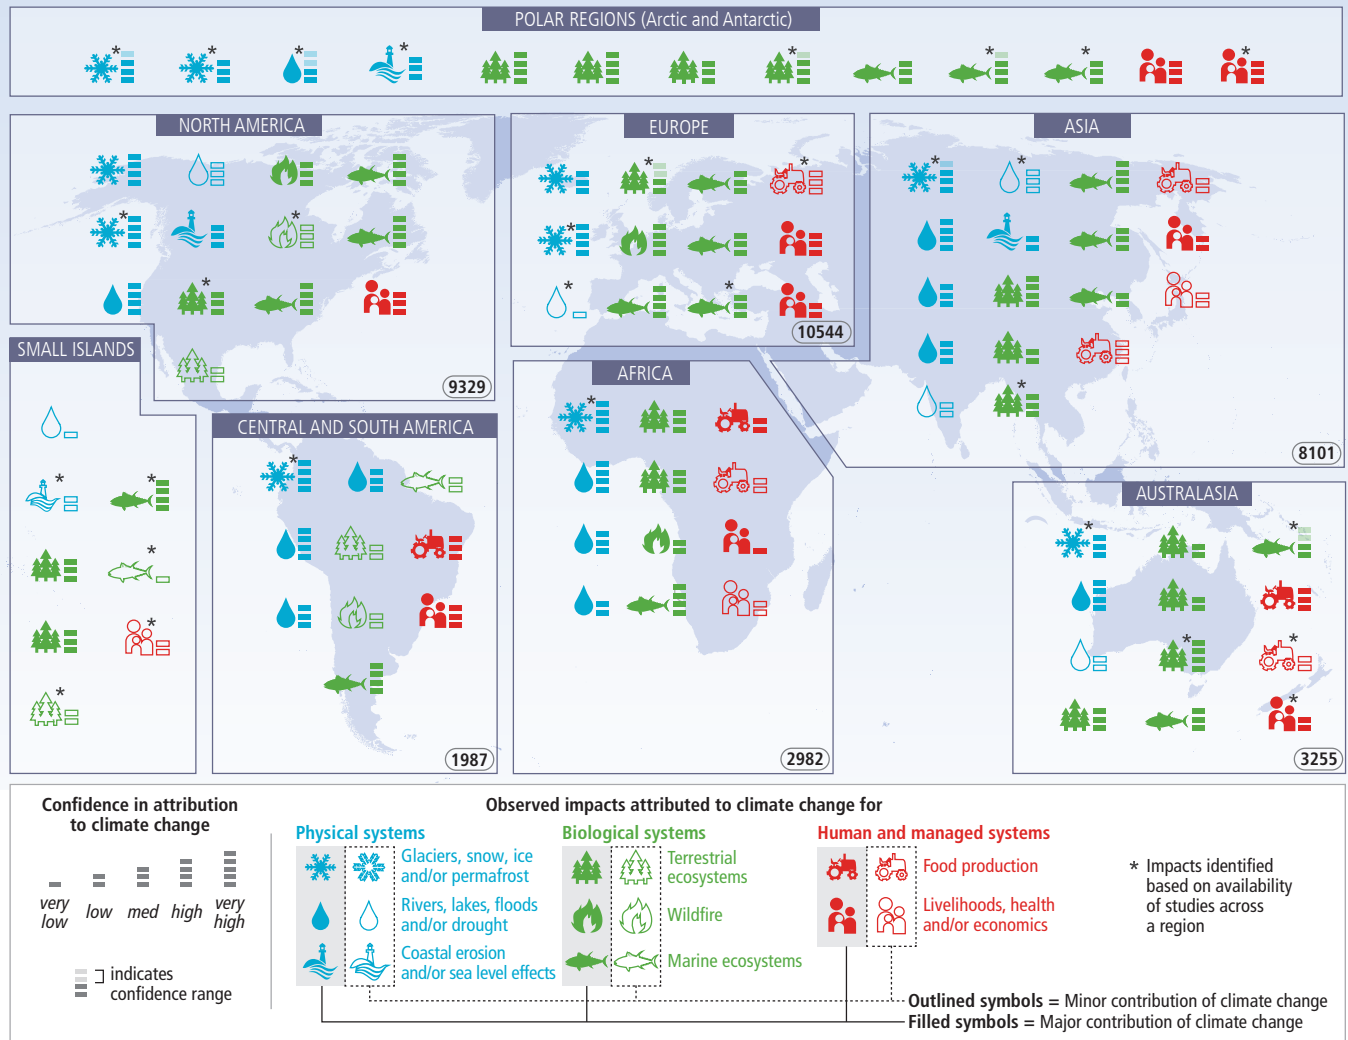 POLAR REGIONS (Arctic and Antarctic)
* * * * * * * *
NORTH AMERICA
* * *
9329
EUROPE
* * * * *
10544
ASIA
* * *
8101
SMALL ISLANDS
* * * * *
CENTRAL AND SOUTH AMERICA
*
1987
AFRICA
*
2982
AUSTRALASIA
* * * * *
3255
Confidence in attribution
to climate change
very
low
low
med
high
very
high
indicates
confidence range
Observed impacts attributed to climate change for
Physical systems
Glaciers, snow, ice
and/or permafrost
Rivers, lakes, floods
and/or drought
Coastal erosion
and/or sea level effects
Biological systems
Terrestrial
ecosystems
Wildfire
Marine ecosystems
Human and managed systems
Food production
Livelihoods, health
and/or economics
* Impacts identified
based on availability
of studies across
a region
Outlined symbols = Minor contribution of climate change
Filled symbols = Major contribution of climate change